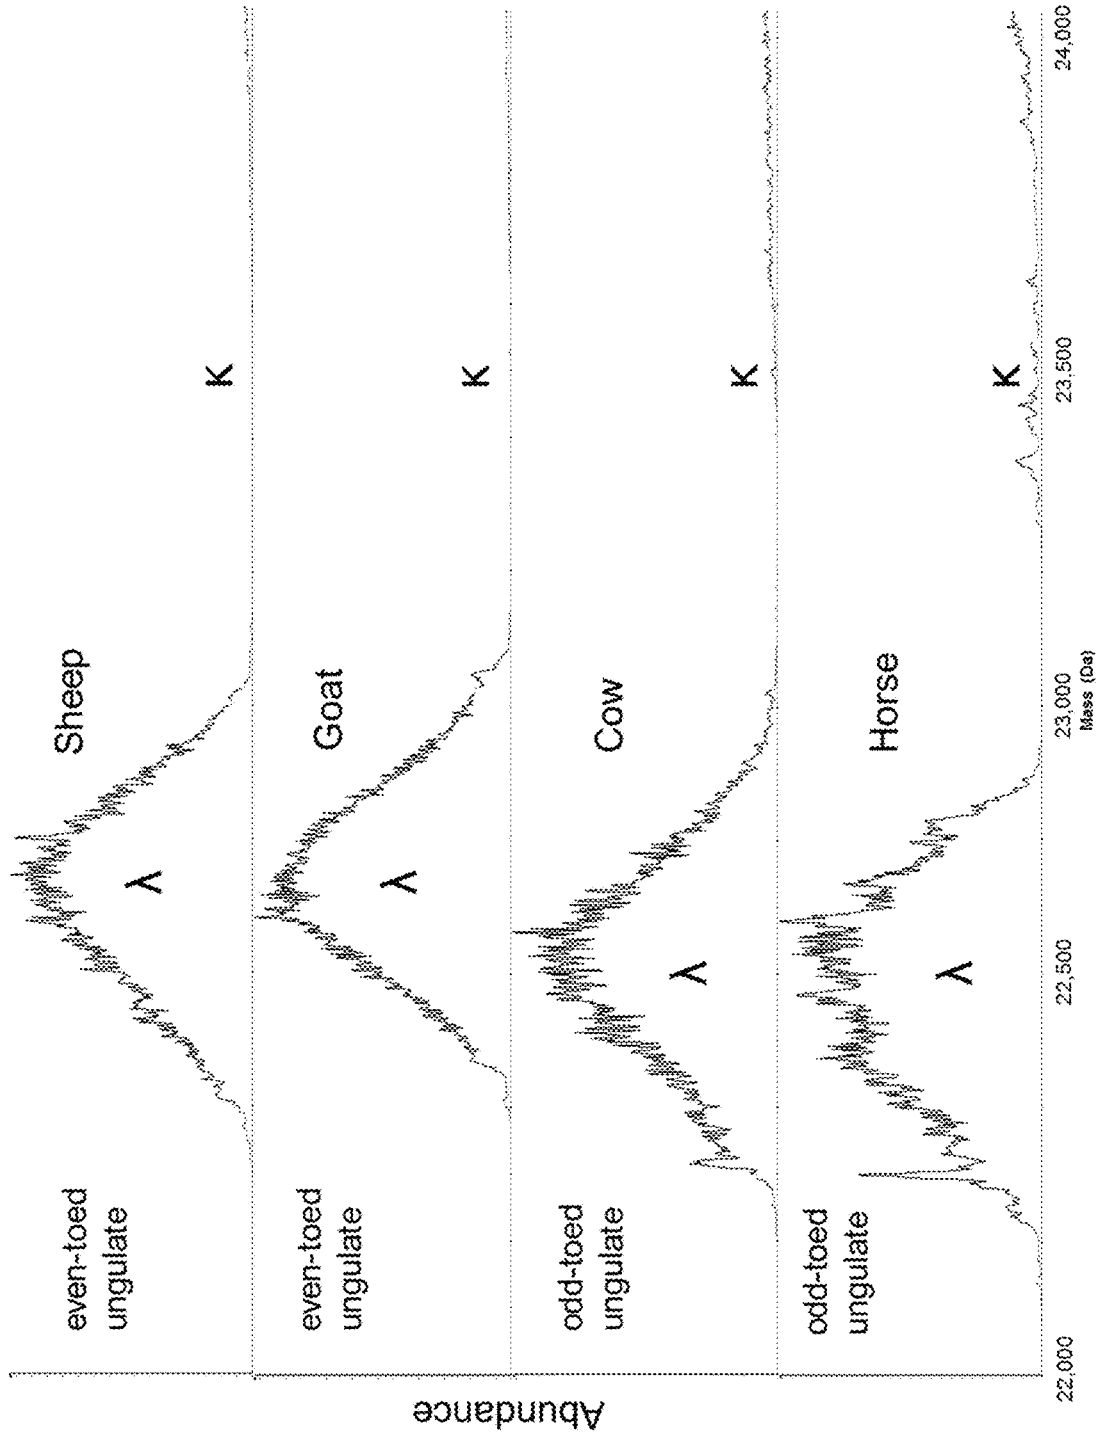 Abundance
even-toed
ungulate
Sheep
λ
K
even-toed
ungulate
Goat
λ
K
odd-toed
ungulate
Cow
λ
K
odd-toed
ungulate
Horse
λ
K
22,000
22,500
23,000
23,500
24,000
Mass (Da)